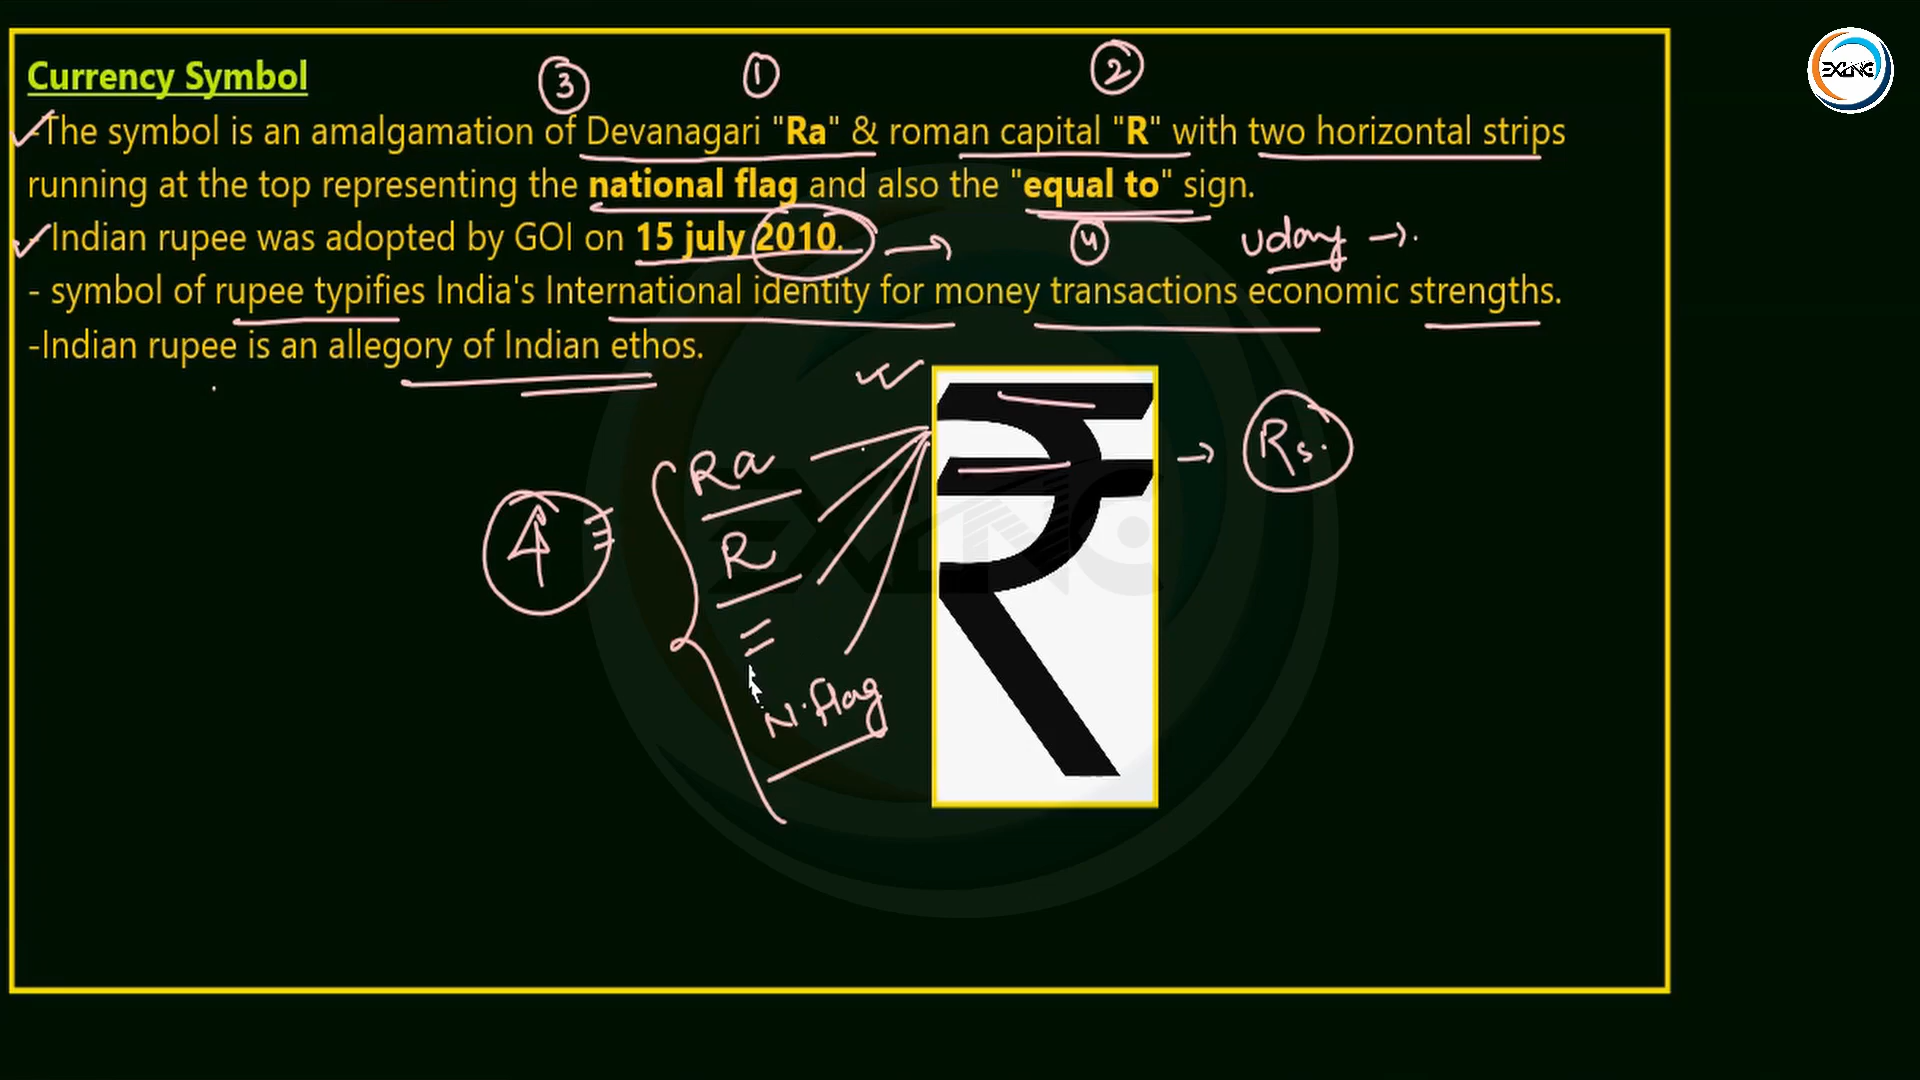 EXLNC
Currency Symbol
3 1 2
-The symbol is an amalgamation of Devanagari "Ra" & roman capital "R" with two horizontal strips
running at the top representing the national flag and also the "equal to" sign.
-Indian rupee was adopted by GOI on 15 july 2010.
4 Uday
- symbol of rupee typifies India's International identity for money transactions economic strengths.
-Indian rupee is an allegory of Indian ethos.
Rs.
Ra
R
=
N. flag
EXLNC